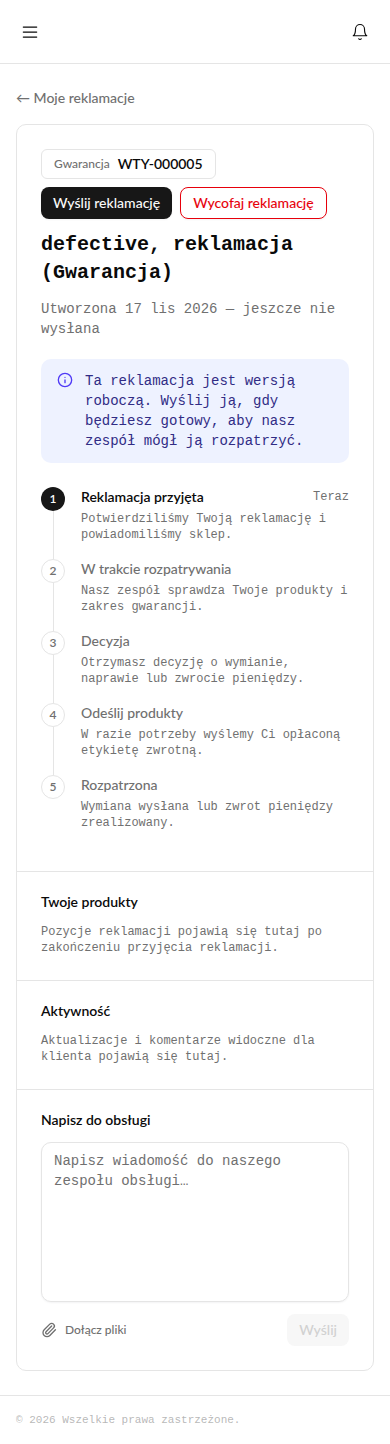 ← Moje reklamacje
Gwarancja WTY-000005
Wyślij reklamację Wycofaj reklamację
defective, reklamacja
(Gwarancja)
Utworzona 17 lis 2026 — jeszcze nie
wysłana
Ta reklamacja jest wersją
roboczą. Wyślij ją, gdy
będziesz gotowy, aby nasz
zespół mógł ją rozpatrzyć.
1 Reklamacja przyjęta Teraz
Potwierdziliśmy Twoją reklamację i
powiadomiliśmy sklep.
2 W trakcie rozpatrywania
Nasz zespół sprawdza Twoje produkty i
zakres gwarancji.
3 Decyzja
Otrzymasz decyzję o wymianie,
naprawie lub zwrocie pieniędzy.
4 Odeślij produkty
W razie potrzeby wyślemy Ci opłaconą
etykietę zwrotną.
5 Rozpatrzona
Wymiana wysłana lub zwrot pieniędzy
zrealizowany.
Twoje produkty
Pozycje reklamacji pojawią się tutaj po
zakończeniu przyjęcia reklamacji.
Aktywność
Aktualizacje i komentarze widoczne dla
klienta pojawią się tutaj.
Napisz do obsługi
Napisz wiadomość do naszego
zespołu obsługi…
Dołącz pliki Wyślij
© 2026 Wszelkie prawa zastrzeżone.